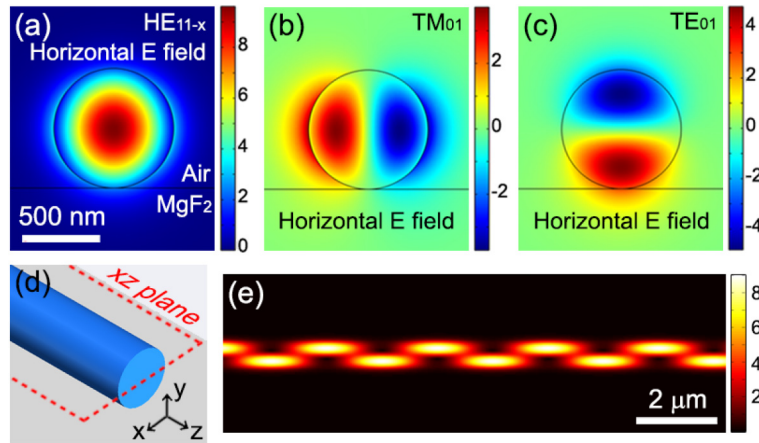 (a) HE11-x
Horizontal E field
Air
MgF2
500 nm
8
6
4
2
0
(b) TM01
Horizontal E field
2
0
-2
(c) TE01
Horizontal E field
4
2
0
-2
-4
(d)
xz plane
y
x
z
(e)
2 μm
8
6
4
2